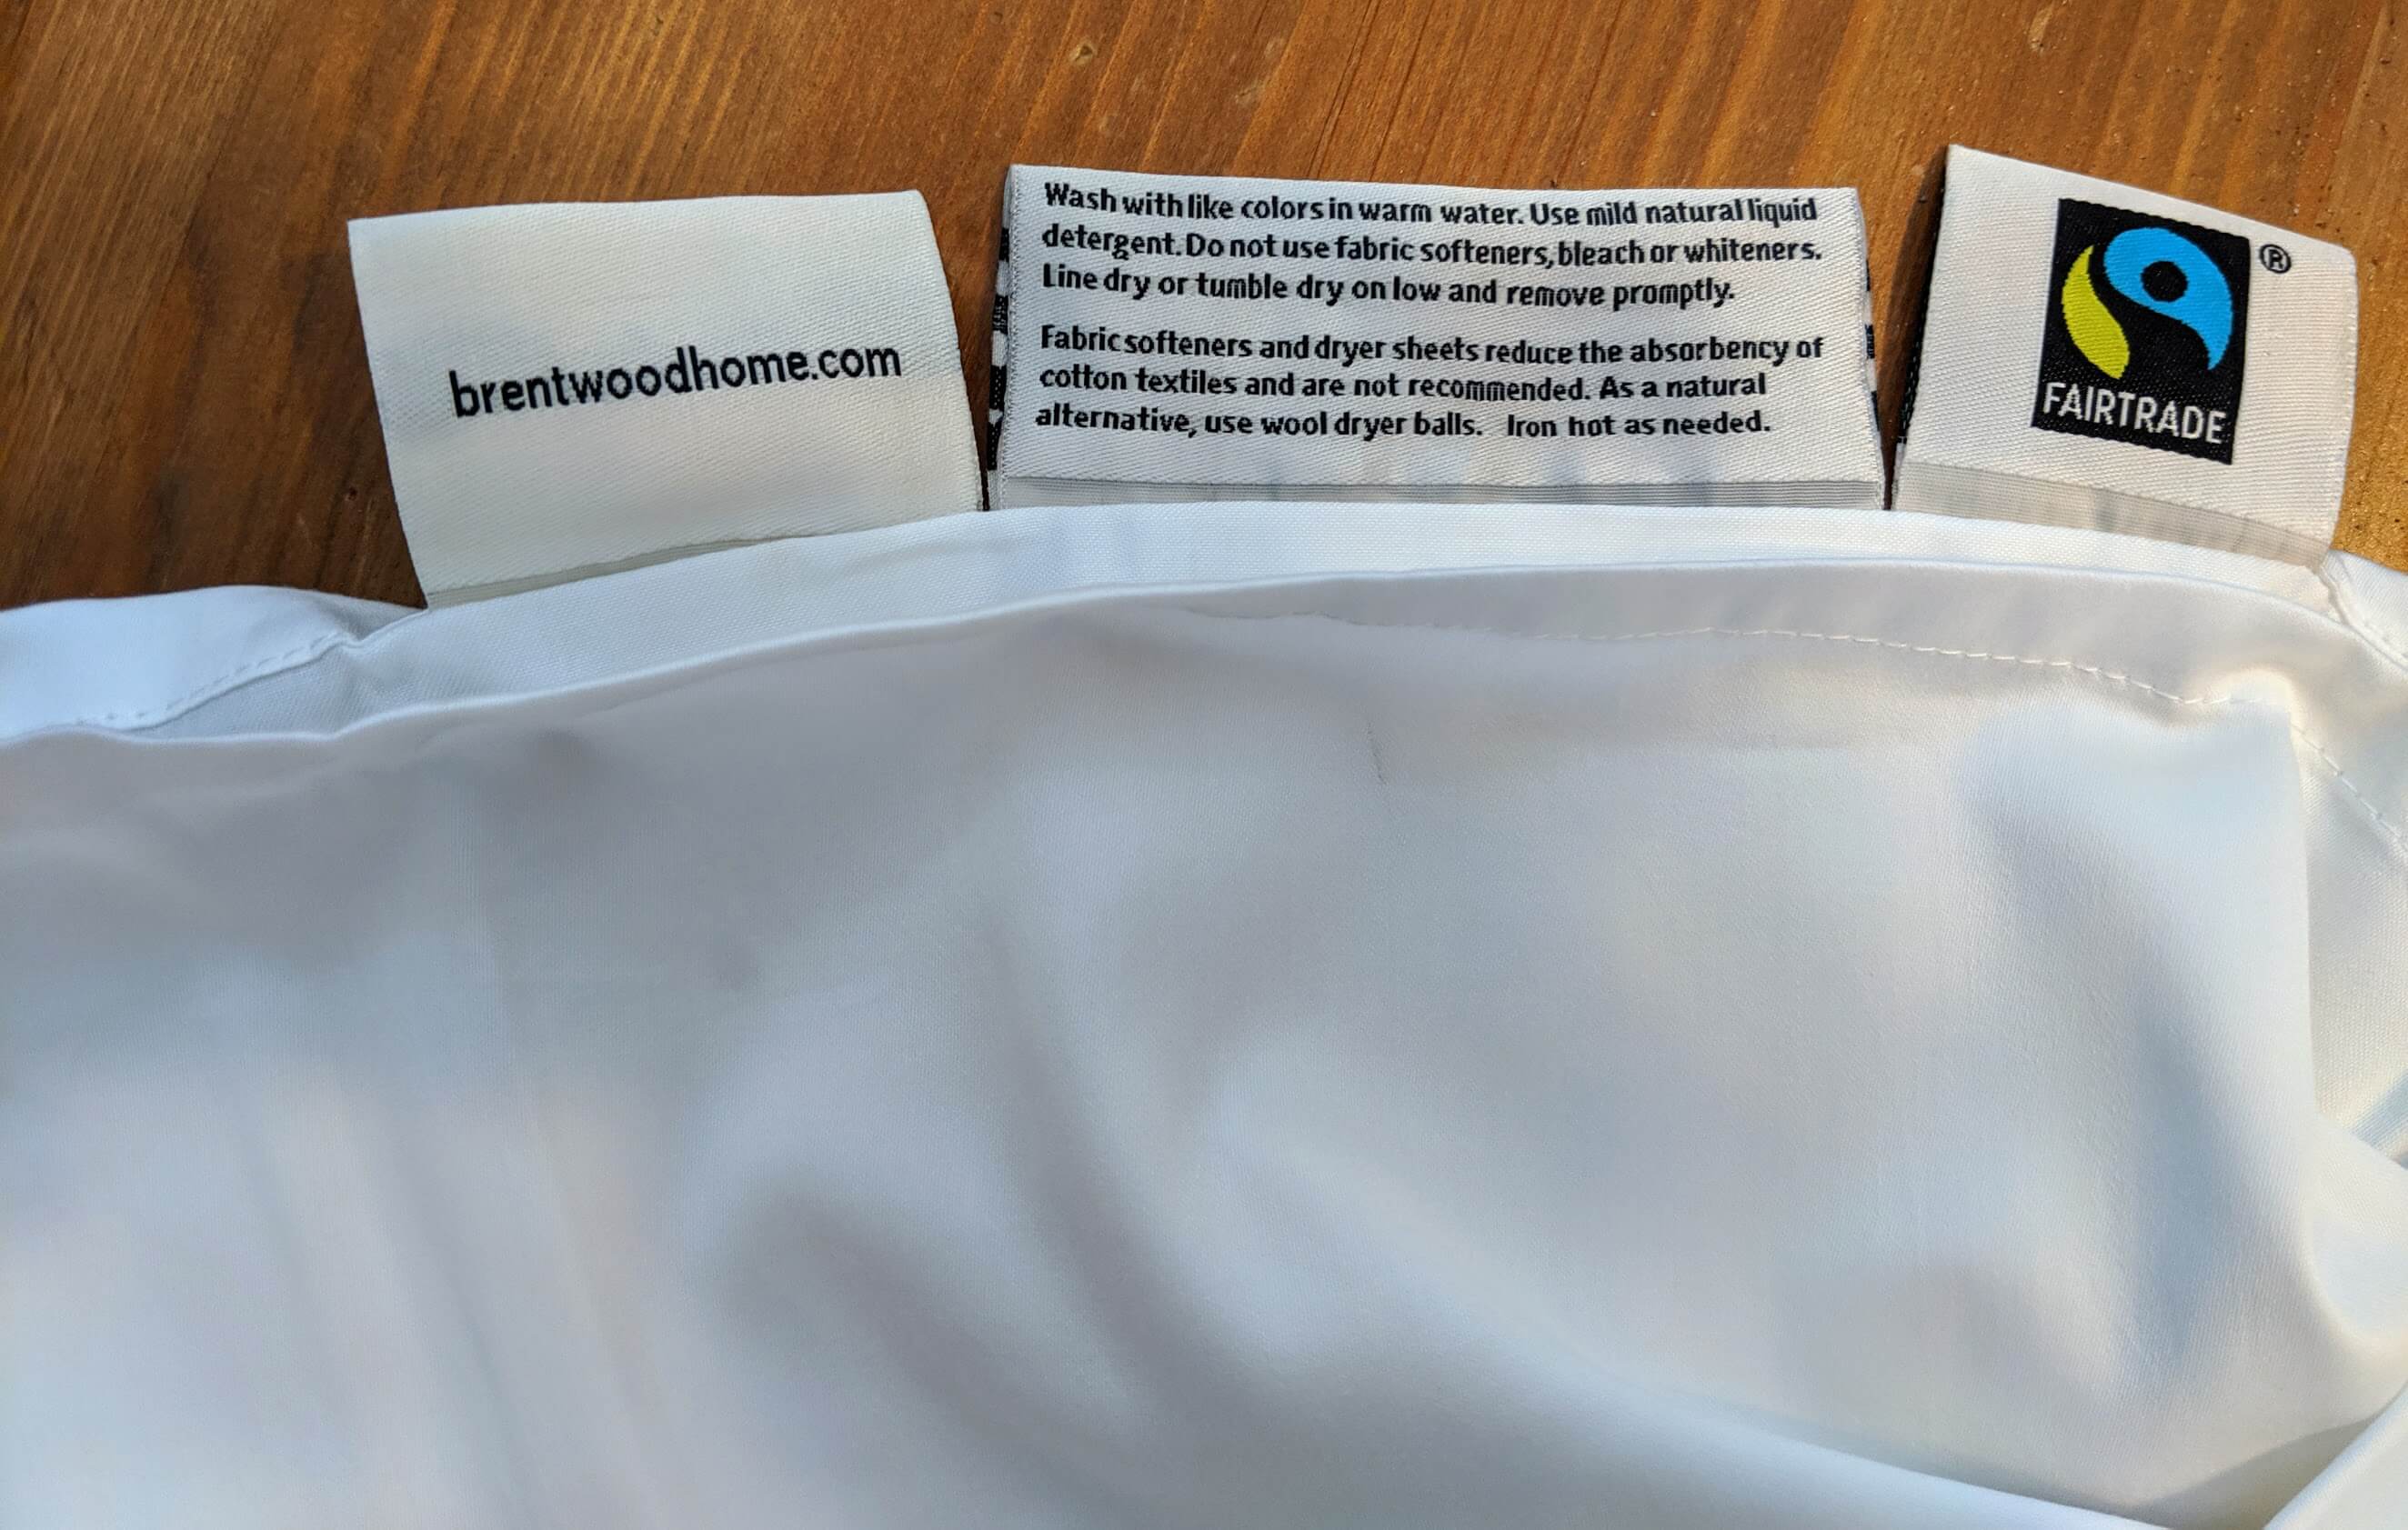 brentwoodhome.com
Wash with like colors in warm water. Use mild natural liquid
detergent. Do not use fabric softeners, bleach or whiteners.
Line dry or tumble dry on low and remove promptly.
Fabric softeners and dryer sheets reduce the absorbency of
cotton textiles and are not recommended. As a natural
alternative, use wool dryer balls. Iron hot as needed.
®
FAIRTRADE